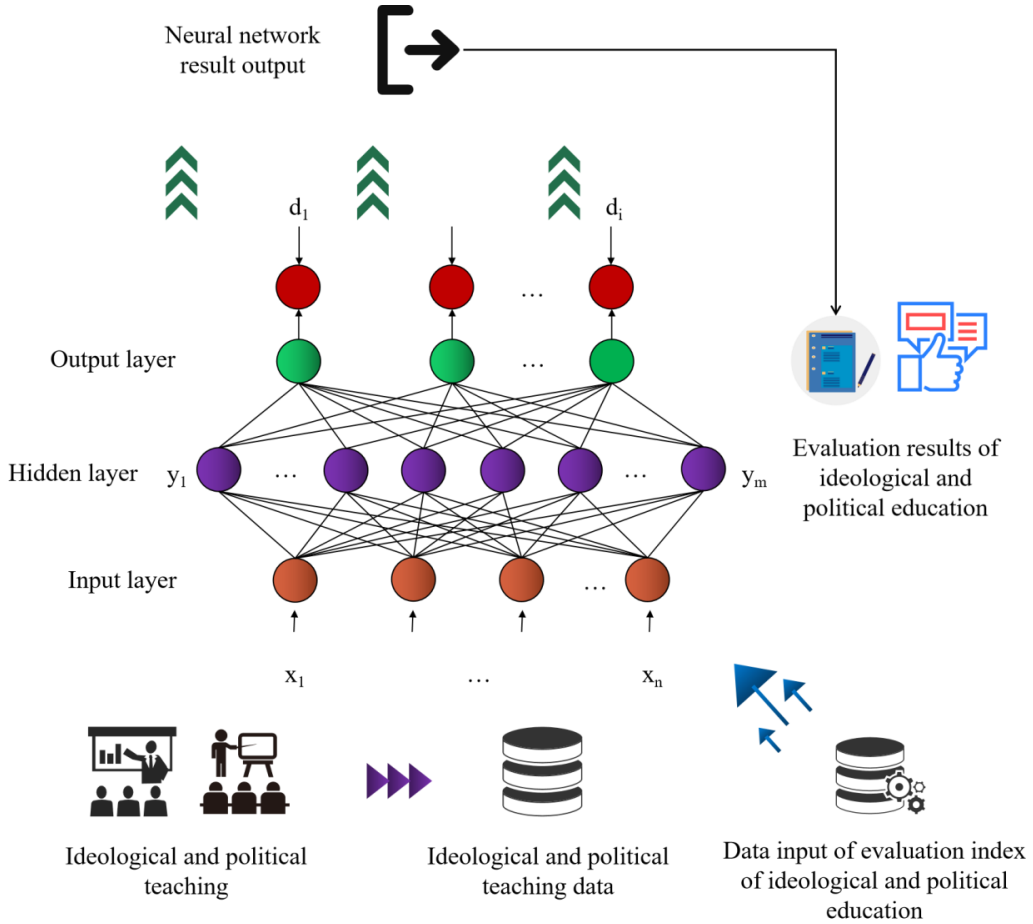 Neural network
result output
d1
di
…
Output layer
…
Hidden layer
y1
…
…
ym
Evaluation results of
ideological and
political education
Input layer
…
x1
…
xn
Ideological and political
teaching
Ideological and political
teaching data
Data input of evaluation index
of ideological and political
education